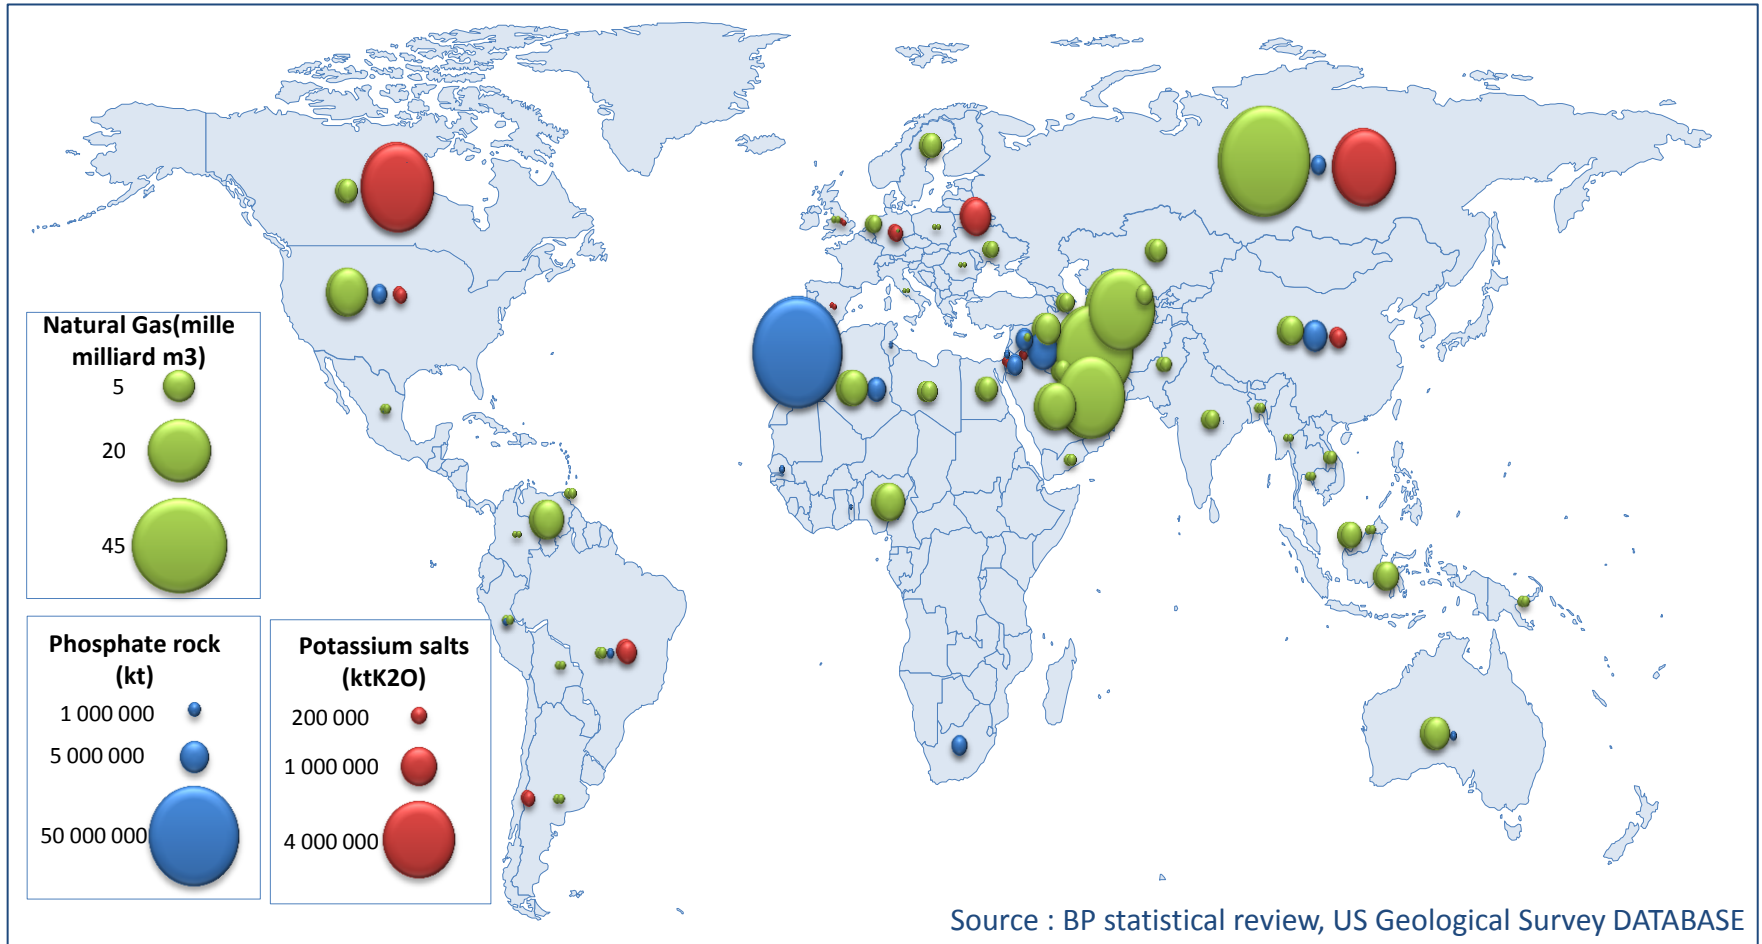 Natural Gas(mille
milliard m3)
5
20
45
Phosphate rock
(kt)
1 000 000
5 000 000
50 000 000
Potassium salts
(ktK2O)
200 000
1 000 000
4 000 000
Source : BP statistical review, US Geological Survey DATABASE